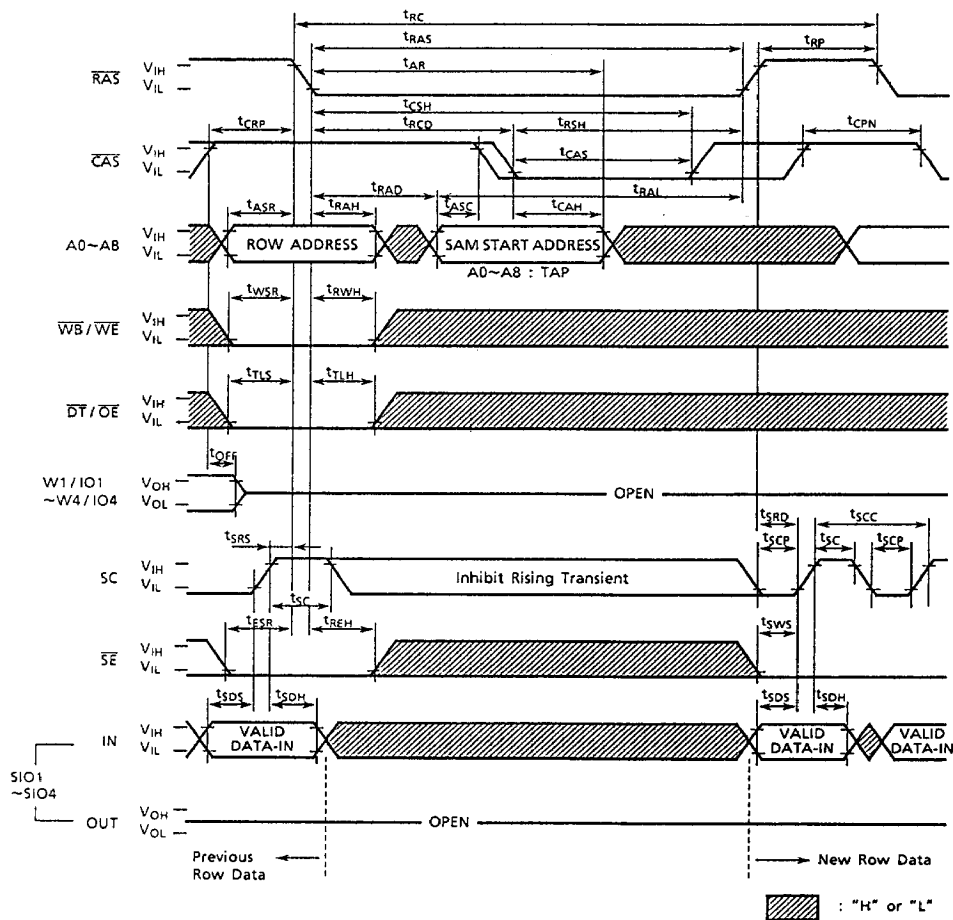 tRC
tRAS
tRP
tAR
RAS
VIH
VIL
tCSH
tCRP
tRCD
tRSH
tCPN
CAS
VIH
VIL
tCAS
tRAD
tRAL
tASR
tRAH
tASC
tCAH
A0~AB
VIH
VIL
ROW ADDRESS
SAM START ADDRESS
A0~A8 : TAP
tWSR
tRWH
WB/WE
VIH
VIL
tTLS
tTLH
DT/OE
VIH
VIL
tOFF
W1/IO1
~W4/IO4
VOH
VOL
OPEN
tSRD
tSCC
tSRS
tSCP
tSC
tSCP
SC
VIH
VIL
Inhibit Rising Transient
tSC
tESR
tREH
tSWS
SE
VIH
VIL
tSDS
tSDH
tSDS
tSDH
IN
VIH
VIL
VALID
DATA-IN
VALID
DATA-IN
VALID
DATA-IN
SIO1
~SIO4
OUT
VOH
VOL
OPEN
Previous
Row Data
New Row Data
: "H" or "L"